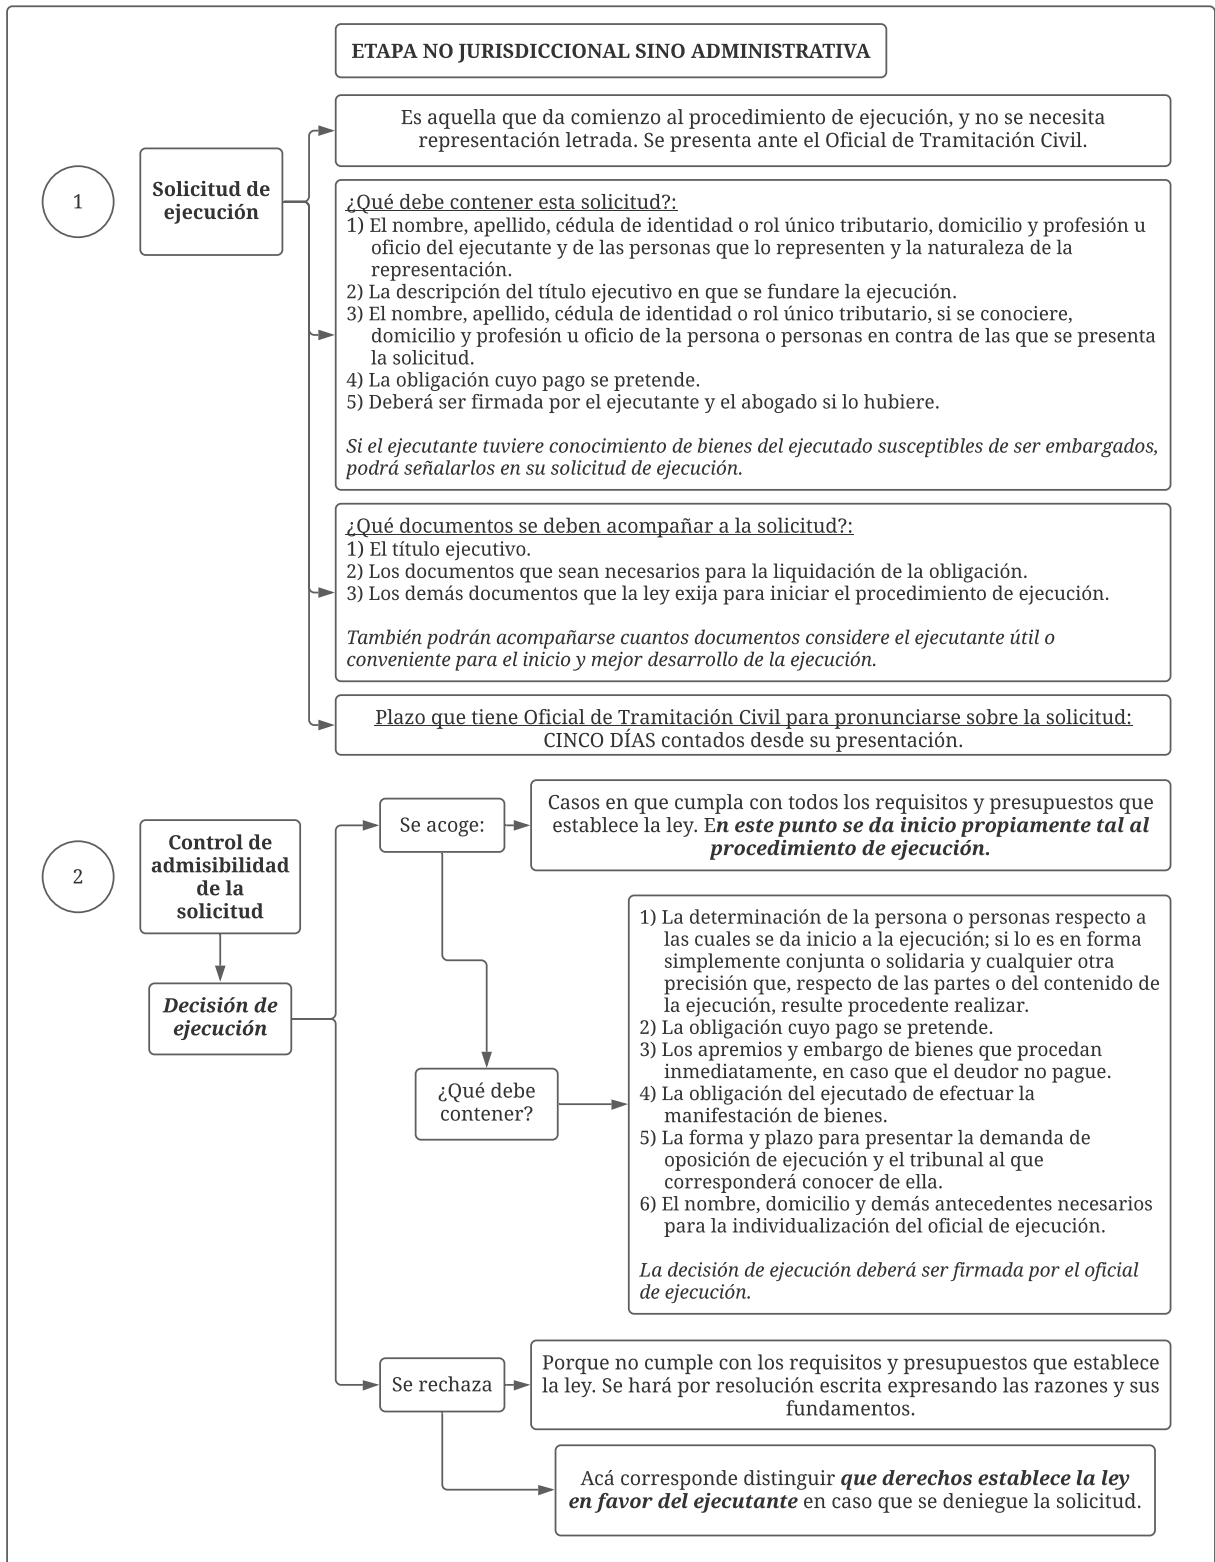 ETAPA NO JURISDICCIONAL SINO ADMINISTRATIVA
1
Solicitud de
ejecución
Es aquella que da comienzo al procedimiento de ejecución, y no se necesita
representación letrada. Se presenta ante el Oficial de Tramitación Civil.
¿Qué debe contener esta solicitud?:
1) El nombre, apellido, cédula de identidad o rol único tributario, domicilio y profesión u
oficio del ejecutante y de las personas que lo representen y la naturaleza de la
representación.
2) La descripción del título ejecutivo en que se fundare la ejecución.
3) El nombre, apellido, cédula de identidad o rol único tributario, si se conociere,
domicilio y profesión u oficio de la persona o personas en contra de las que se presenta
la solicitud.
4) La obligación cuyo pago se pretende.
5) Deberá ser firmada por el ejecutante y el abogado si lo hubiere.
Si el ejecutante tuviere conocimiento de bienes del ejecutado susceptibles de ser embargados,
podrá señalarlos en su solicitud de ejecución.
¿Qué documentos se deben acompañar a la solicitud?:
1) El título ejecutivo.
2) Los documentos que sean necesarios para la liquidación de la obligación.
3) Los demás documentos que la ley exija para iniciar el procedimiento de ejecución.
También podrán acompañarse cuantos documentos considere el ejecutante útil o
conveniente para el inicio y mejor desarrollo de la ejecución.
Plazo que tiene Oficial de Tramitación Civil para pronunciarse sobre la solicitud:
CINCO DÍAS contados desde su presentación.
2
Control de
admisibilidad
de la
solicitud
Decisión de
ejecución
Se acoge:
Casos en que cumpla con todos los requisitos y presupuestos que
establece la ley. En este punto se da inicio propiamente tal al
procedimiento de ejecución.
¿Qué debe
contener?
1) La determinación de la persona o personas respecto a
las cuales se da inicio a la ejecución; si lo es en forma
simplemente conjunta o solidaria y cualquier otra
precisión que, respecto de las partes o del contenido de
la ejecución, resulte procedente realizar.
2) La obligación cuyo pago se pretende.
3) Los apremios y embargo de bienes que procedan
inmediatamente, en caso que el deudor no pague.
4) La obligación del ejecutado de efectuar la
manifestación de bienes.
5) La forma y plazo para presentar la demanda de
oposición de ejecución y el tribunal al que
corresponderá conocer de ella.
6) El nombre, domicilio y demás antecedentes necesarios
para la individualización del oficial de ejecución.
La decisión de ejecución deberá ser firmada por el oficial
de ejecución.
Se rechaza
Porque no cumple con los requisitos y presupuestos que establece
la ley. Se hará por resolución escrita expresando las razones y sus
fundamentos.
Acá corresponde distinguir que derechos establece la ley
en favor del ejecutante en caso que se deniegue la solicitud.